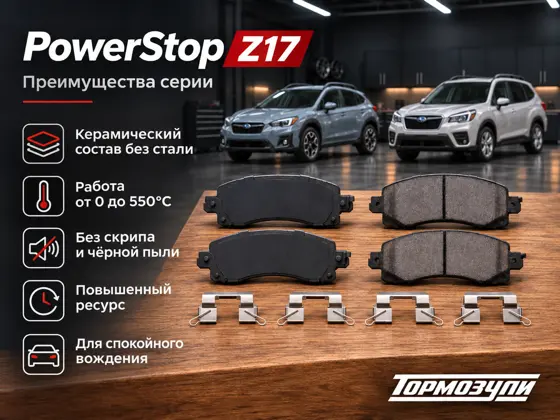 PowerStop Z17
Преимущества серии
Керамический
состав без стали
Работа
от 0 до 550°C
Без скрипа
и чёрной пыли
Повышенный
ресурс
Для спокойного
вождения
ТОРМОЗУПИ